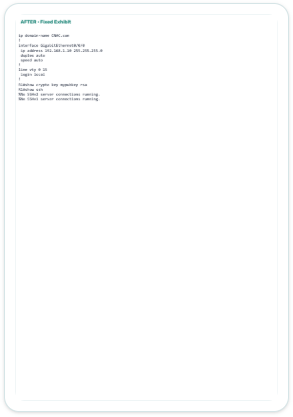 AFTER - Fixed Exhibit
ip domain-name CNAC.com
!
interface GigabitEthernet0/0/0
ip address 192.168.1.10 255.255.255.0
duplex auto
speed auto
!
line vty 0 15
login local
!
R1#show crypto key mypubkey rsa
R1#show ssh
%No SSHv2 server connections running.
%No SSHv1 server connections running.